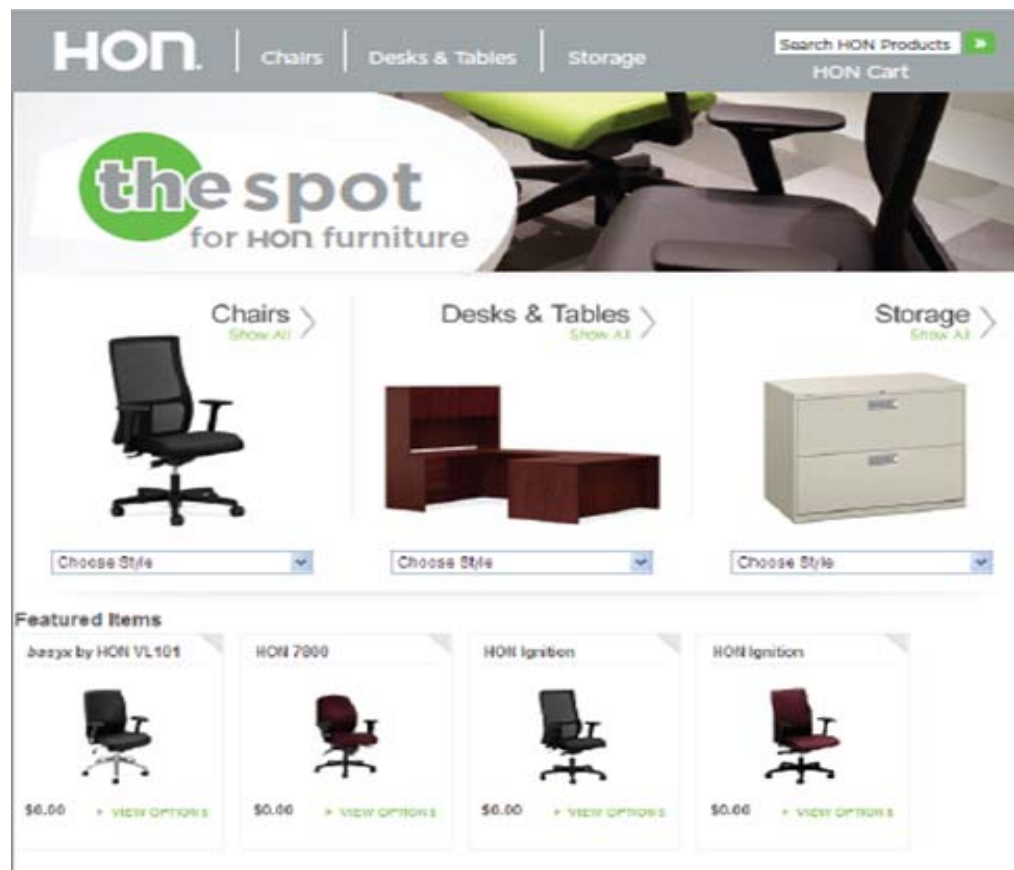 HON.
Chairs
Desks & Tables
Storage
Search HON Products
HON Cart
the spot
for HON furniture
Chairs
Show All
Desks & Tables
Show All
Storage
Show All
Choose Style
Choose Style
Choose Style
Featured Items
basyx by HON VL101
HON 7800
HON Ignition
HON Ignition
$0.00
VIEW OPTIONS
$0.00
VIEW OPTIONS
$0.00
VIEW OPTIONS
$0.00
VIEW OPTIONS